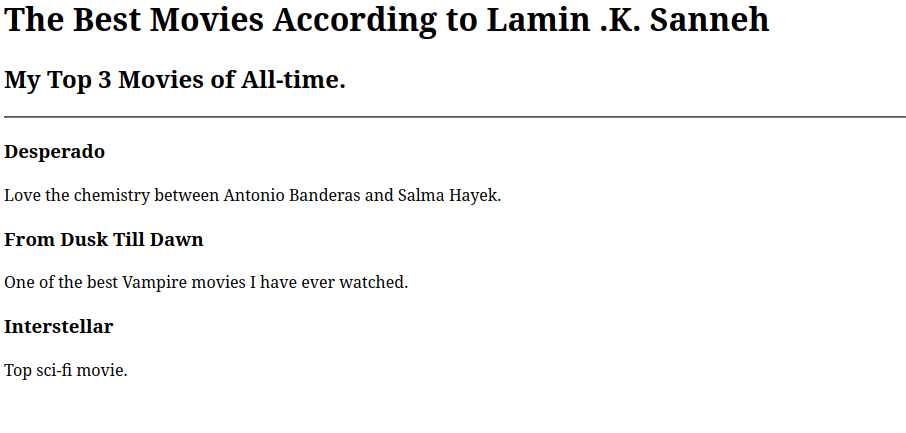 The Best Movies According to Lamin .K. Sanneh
My Top 3 Movies of All-time.
Desperado
Love the chemistry between Antonio Banderas and Salma Hayek.
From Dusk Till Dawn
One of the best Vampire movies I have ever watched.
Interstellar
Top sci-fi movie.